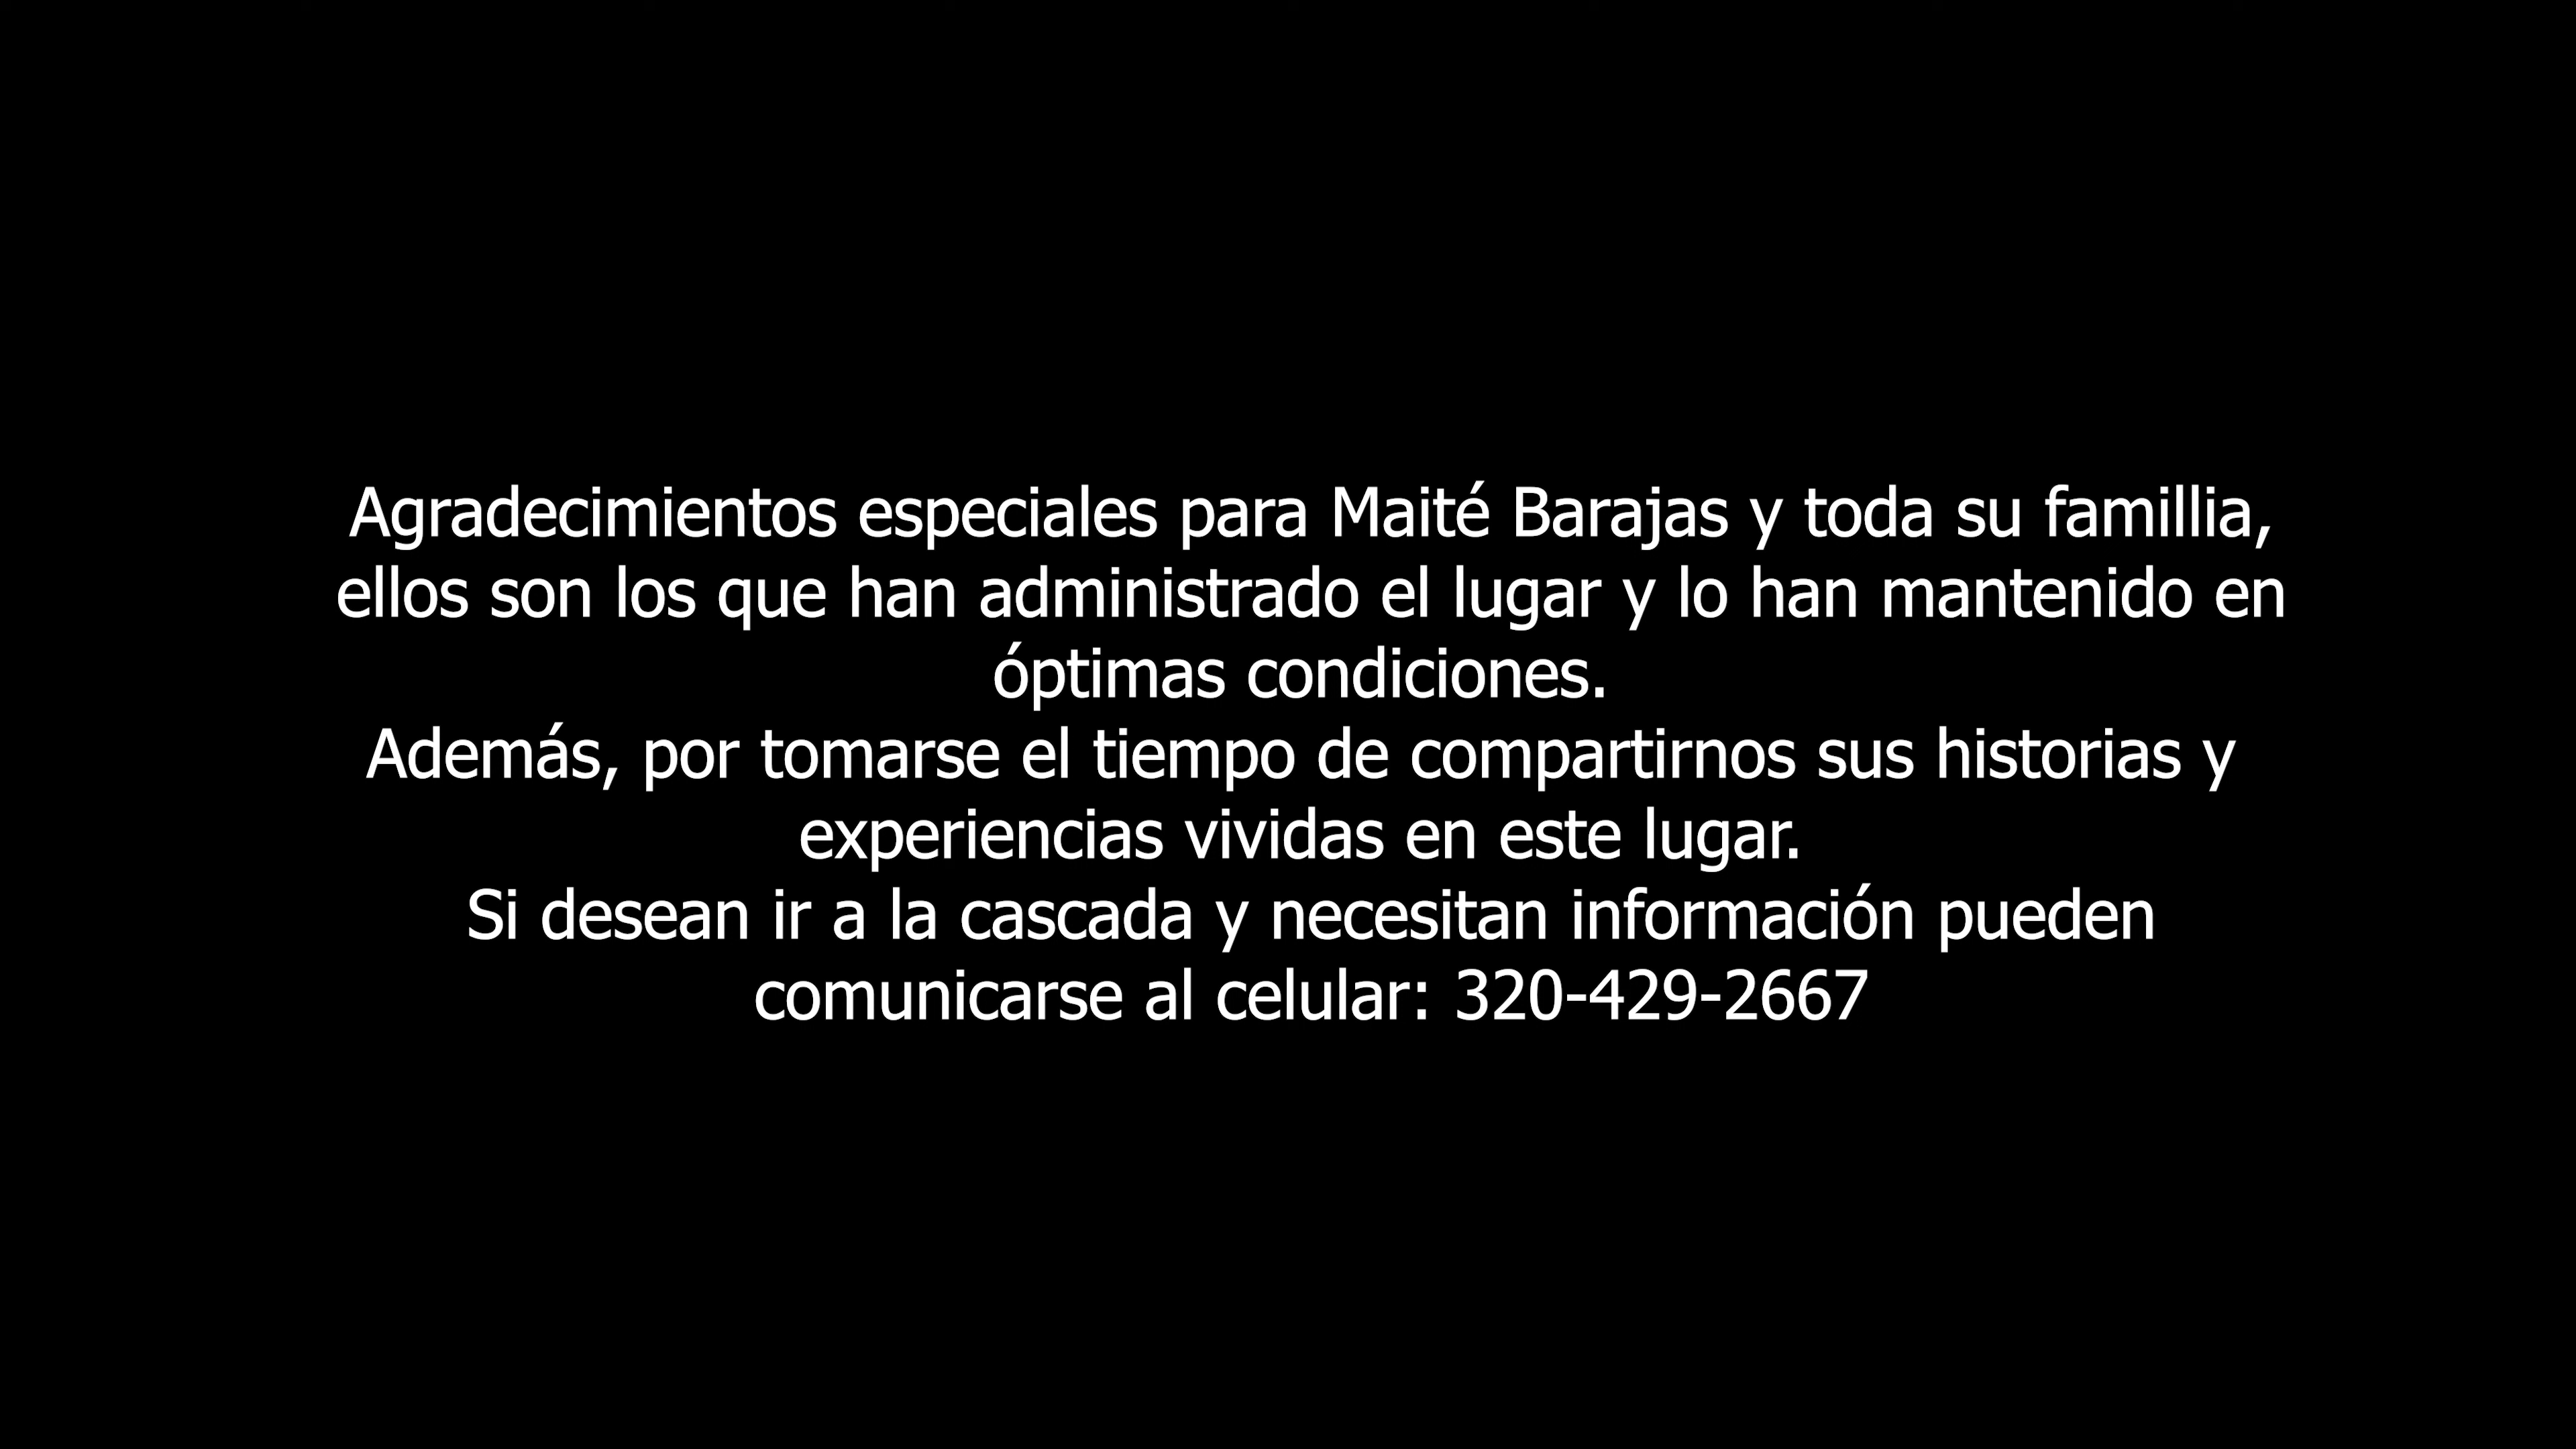 Agradecimientos especiales para Maité Barajas y toda su famillia,
ellos son los que han administrado el lugar y lo han mantenido en
óptimas condiciones.
Además, por tomarse el tiempo de compartirnos sus historias y
experiencias vividas en este lugar.
Si desean ir a la cascada y necesitan información pueden
comunicarse al celular: 320-429-2667